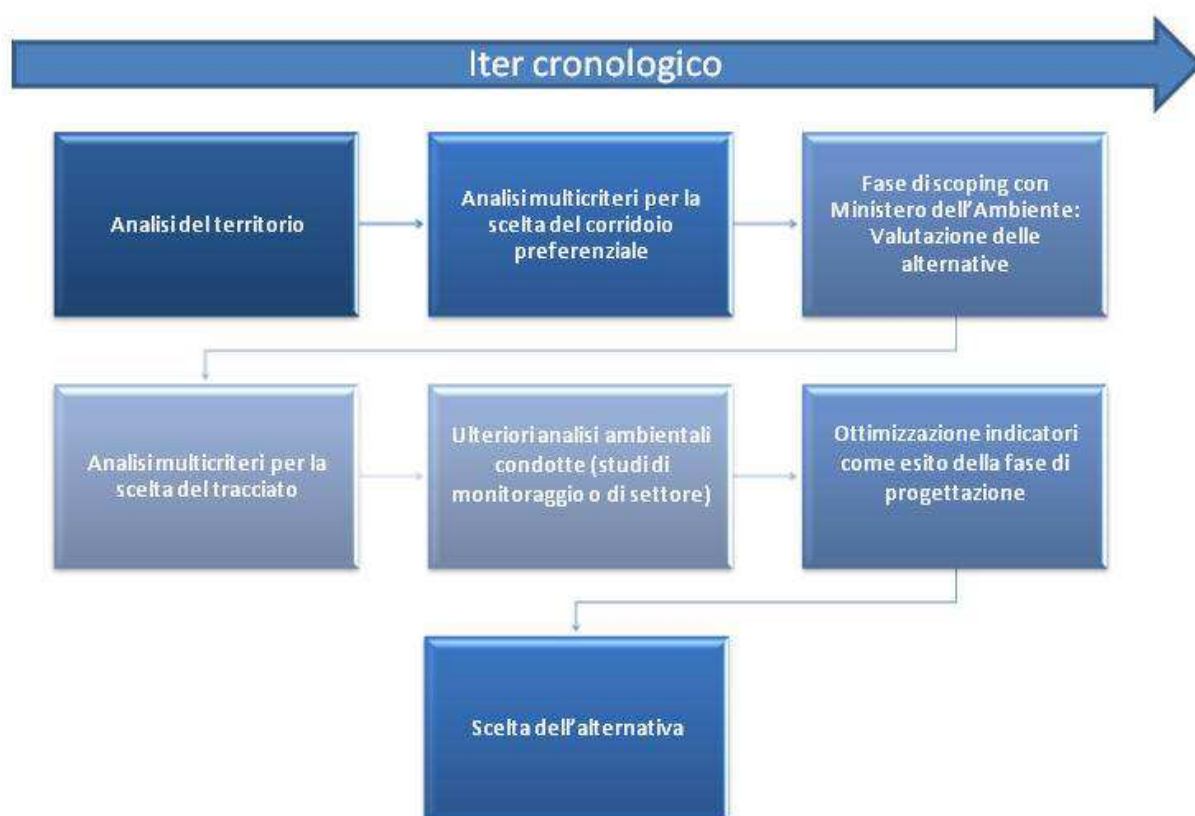 Iter cronologico
Analisi del territorio
Analisi multicriteri per la
scelta del corridoio
preferenziale
Fase di scoping con
Ministero dell'Ambiente:
Valutazione delle
alternative
Analisi multicriteri per la
scelta del tracciato
Ulteriori analisi ambientali
condotte (studi di
monitoraggio o di settore)
Ottimizzazione indicatori
come esito della fase di
progettazione
Scelta dell'alternativa